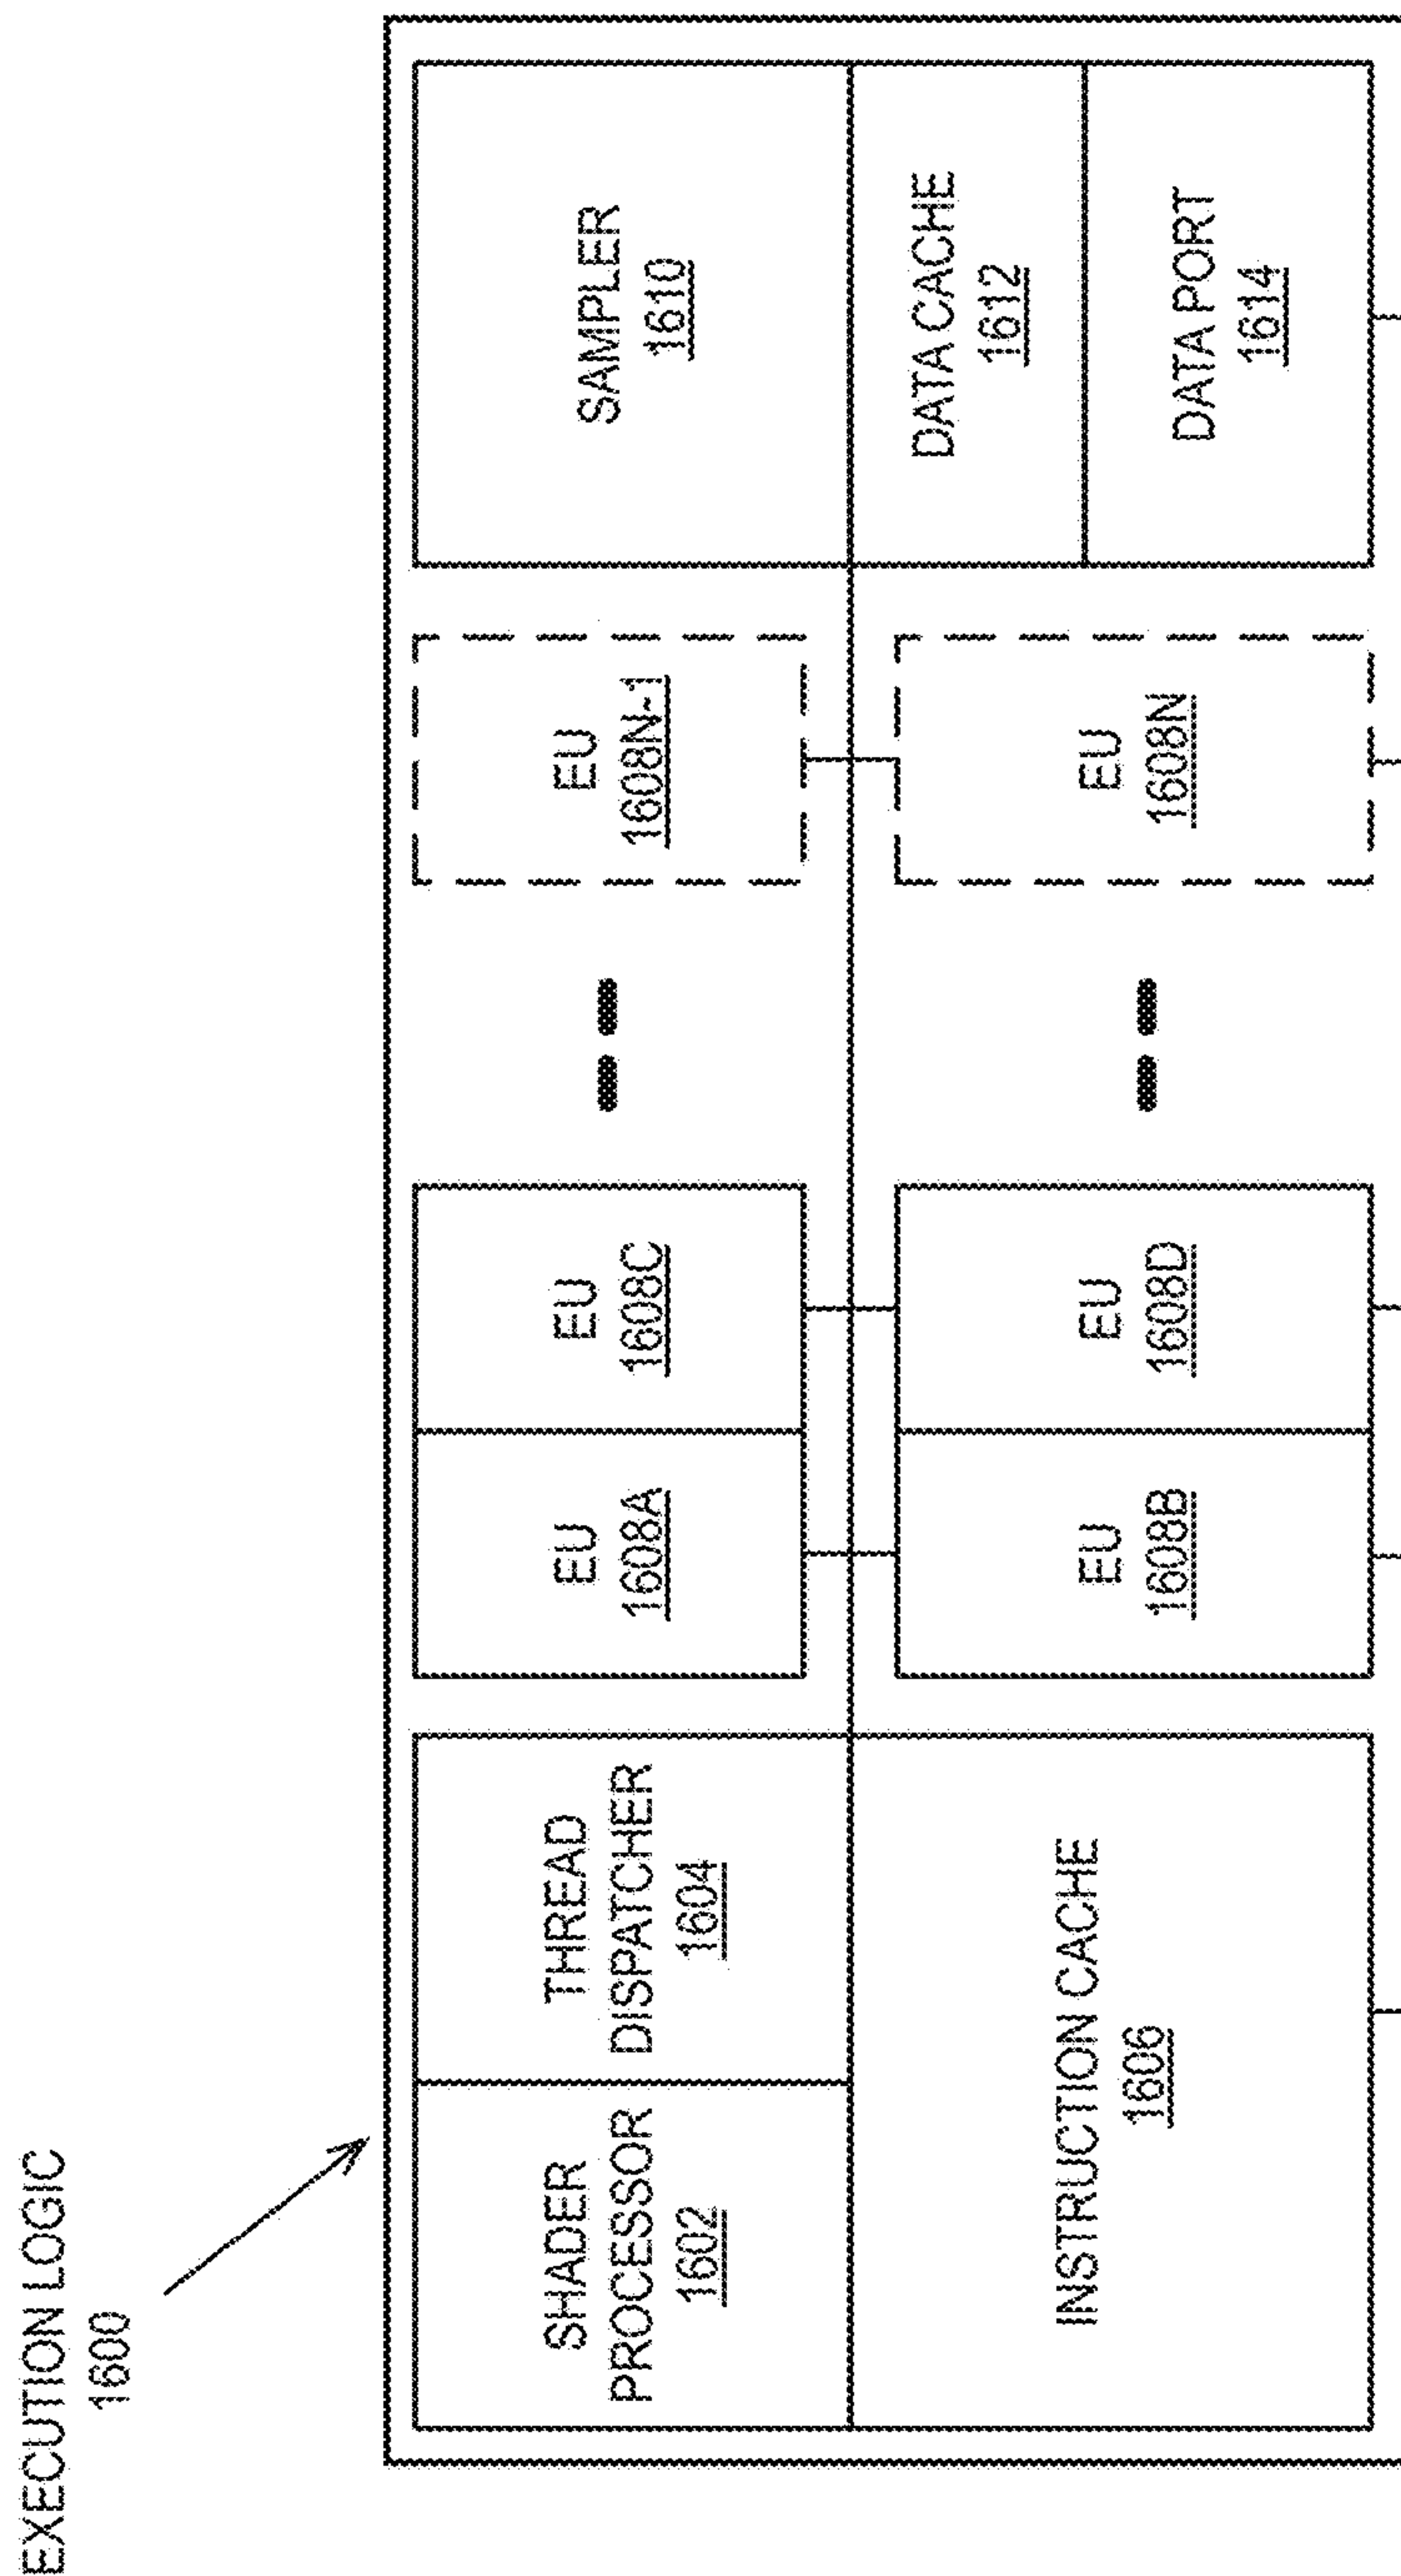 EXECUTION LOGIC
1600
SHADER
PROCESSOR
1602
THREAD
DISPATCHER
1604
EU
1608A
EU
1608C
EU
1608N-1
SAMPLER
1610
INSTRUCTION CACHE
1606
EU
1608B
EU
1608D
EU
1608N
DATA CACHE
1612
DATA PORT
1614